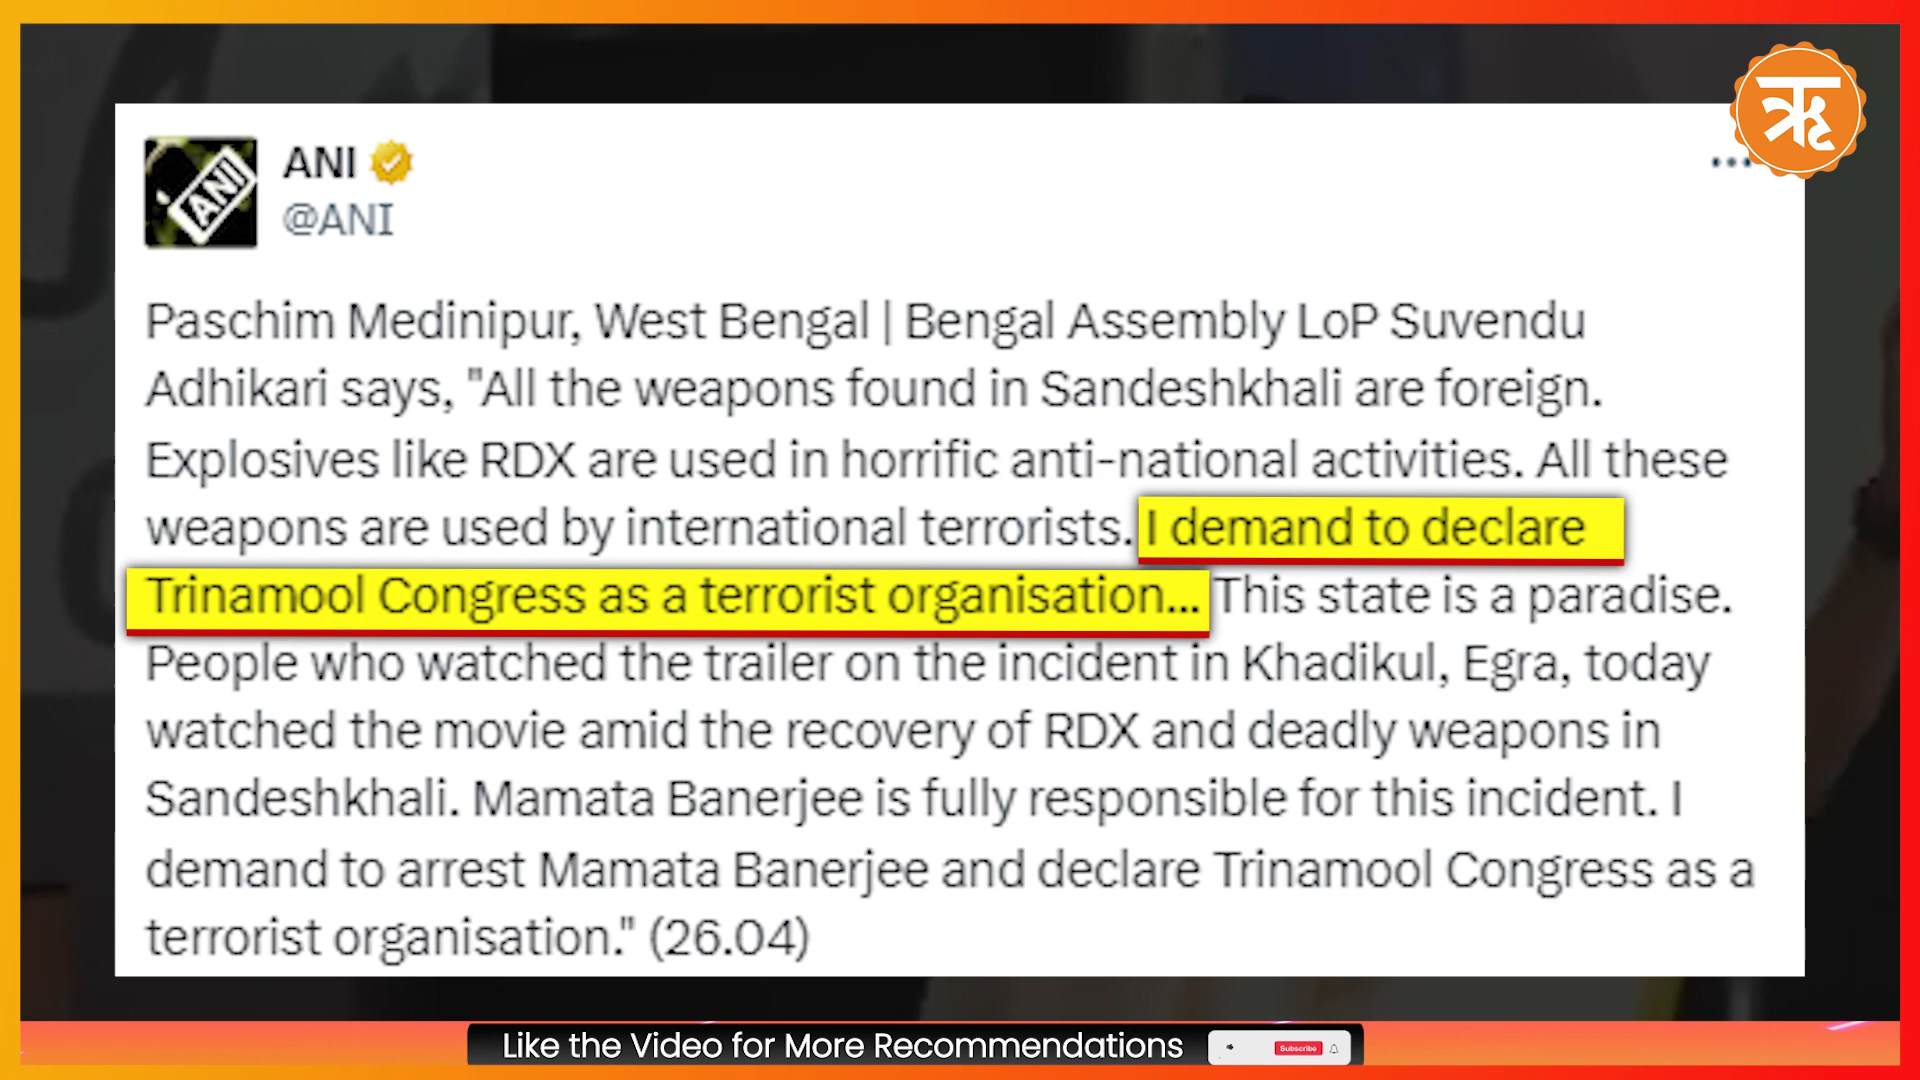 ऋ
ANI
ANI
@ANI
Paschim Medinipur, West Bengal | Bengal Assembly LoP Suvendu
Adhikari says, "All the weapons found in Sandeshkhali are foreign.
Explosives like RDX are used in horrific anti-national activities. All these
weapons are used by international terrorists. I demand to declare
Trinamool Congress as a terrorist organisation... This state is a paradise.
People who watched the trailer on the incident in Khadikul, Egra, today
watched the movie amid the recovery of RDX and deadly weapons in
Sandeshkhali. Mamata Banerjee is fully responsible for this incident. I
demand to arrest Mamata Banerjee and declare Trinamool Congress as a
terrorist organisation." (26.04)
Like the Video for More Recommendations
Subscribe